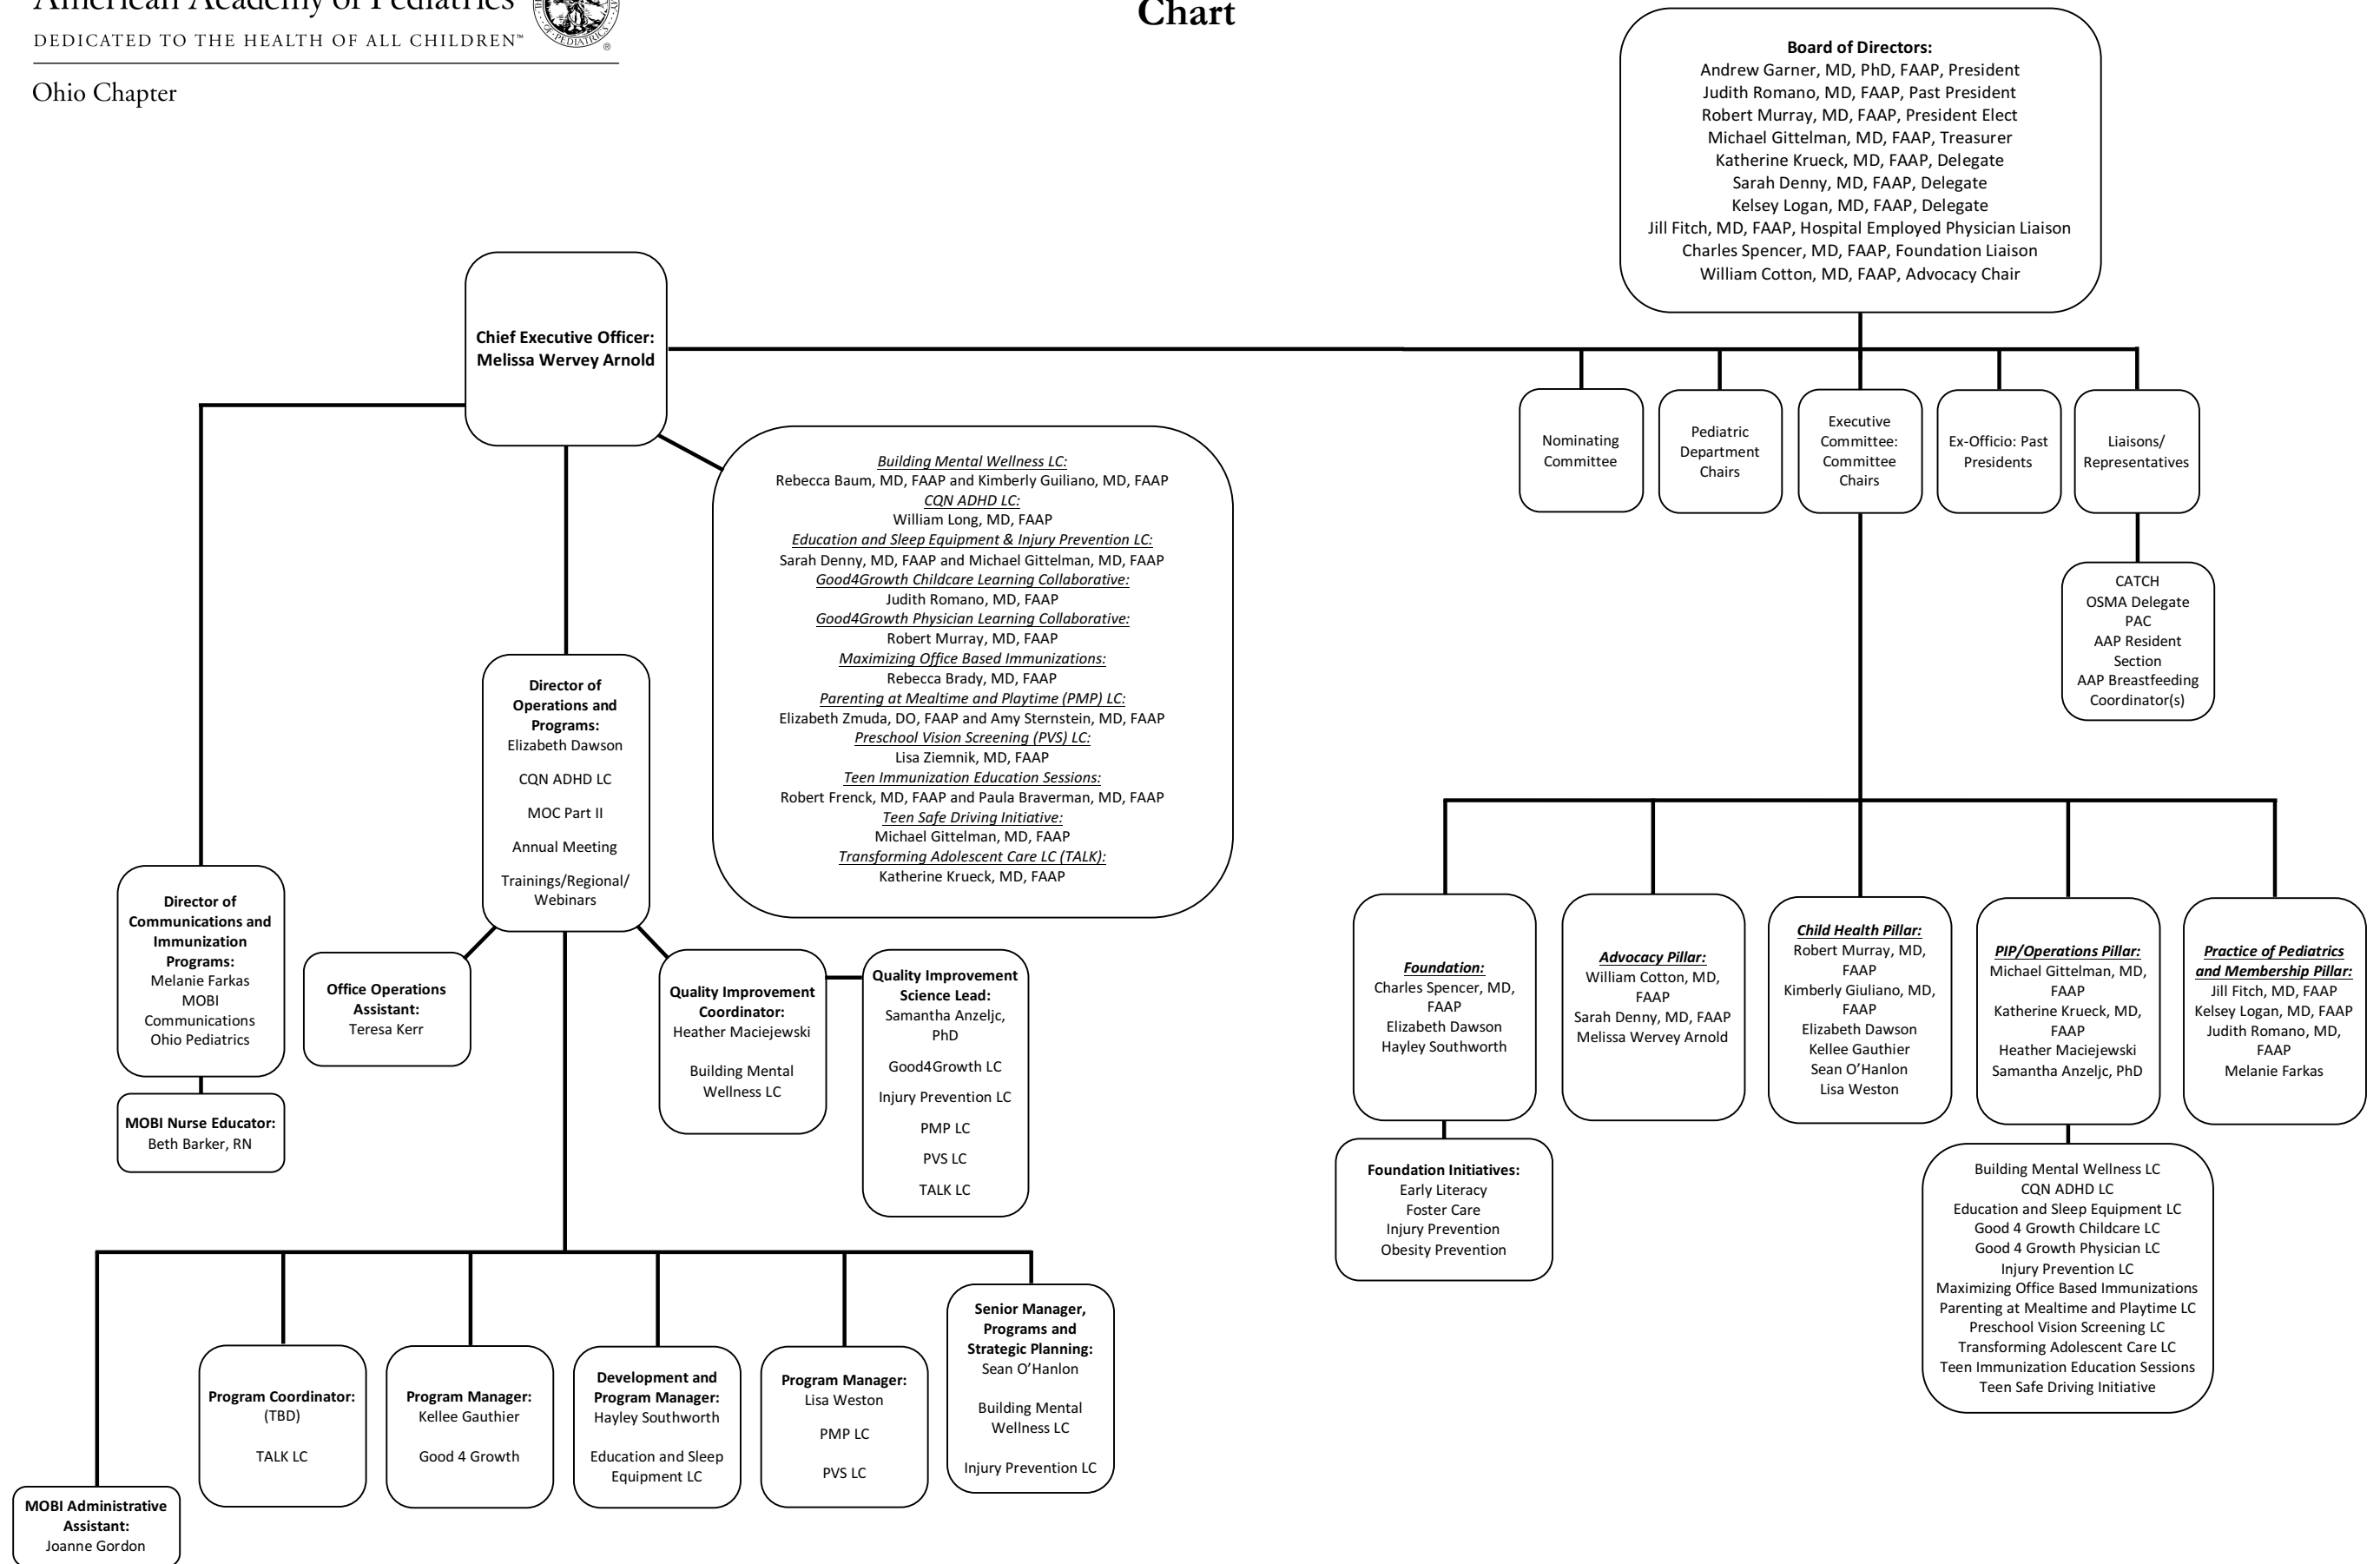 American Academy of Pediatrics
DEDICATED TO THE HEALTH OF ALL CHILDREN™
OF PEDIATRICS
®
Ohio Chapter
Chart
Board of Directors:
Andrew Garner, MD, PhD, FAAP, President
Judith Romano, MD, FAAP, Past President
Robert Murray, MD, FAAP, President Elect
Michael Gittelman, MD, FAAP, Treasurer
Katherine Krueck, MD, FAAP, Delegate
Sarah Denny, MD, FAAP, Delegate
Kelsey Logan, MD, FAAP, Delegate
Jill Fitch, MD, FAAP, Hospital Employed Physician Liaison
Charles Spencer, MD, FAAP, Foundation Liaison
William Cotton, MD, FAAP, Advocacy Chair
Chief Executive Officer:
Melissa Wervey Arnold
Nominating
Committee
Pediatric
Department
Chairs
Executive
Committee:
Committee
Chairs
Ex-Officio: Past
Presidents
Liaisons/
Representatives
CATCH
OSMA Delegate
PAC
AAP Resident
Section
AAP Breastfeeding
Coordinator(s)
Building Mental Wellness LC:
Rebecca Baum, MD, FAAP and Kimberly Guiliano, MD, FAAP
CQN ADHD LC:
William Long, MD, FAAP
Education and Sleep Equipment & Injury Prevention LC:
Sarah Denny, MD, FAAP and Michael Gittelman, MD, FAAP
Good4Growth Childcare Learning Collaborative:
Judith Romano, MD, FAAP
Good4Growth Physician Learning Collaborative:
Robert Murray, MD, FAAP
Maximizing Office Based Immunizations:
Rebecca Brady, MD, FAAP
Parenting at Mealtime and Playtime (PMP) LC:
Elizabeth Zmuda, DO, FAAP and Amy Sternstein, MD, FAAP
Preschool Vision Screening (PVS) LC:
Lisa Ziemnik, MD, FAAP
Teen Immunization Education Sessions:
Robert Frenck, MD, FAAP and Paula Braverman, MD, FAAP
Teen Safe Driving Initiative:
Michael Gittelman, MD, FAAP
Transforming Adolescent Care LC (TALK):
Katherine Krueck, MD, FAAP
Director of
Operations and
Programs:
Elizabeth Dawson
CQN ADHD LC
MOC Part II
Annual Meeting
Trainings/Regional/
Webinars
Director of
Communications and
Immunization
Programs:
Melanie Farkas
MOBI
Communications
Ohio Pediatrics
MOBI Nurse Educator:
Beth Barker, RN
Office Operations
Assistant:
Teresa Kerr
Quality Improvement
Coordinator:
Heather Maciejewski
Building Mental
Wellness LC
Quality Improvement
Science Lead:
Samantha Anzeljc,
PhD
Good4Growth LC
Injury Prevention LC
PMP LC
PVS LC
TALK LC
Foundation:
Charles Spencer, MD,
FAAP
Elizabeth Dawson
Hayley Southworth
Advocacy Pillar:
William Cotton, MD,
FAAP
Sarah Denny, MD, FAAP
Melissa Wervey Arnold
Child Health Pillar:
Robert Murray, MD,
FAAP
Kimberly Giuliano, MD,
FAAP
Elizabeth Dawson
Kellee Gauthier
Sean O’Hanlon
Lisa Weston
PIP/Operations Pillar:
Michael Gittelman, MD,
FAAP
Katherine Krueck, MD,
FAAP
Heather Maciejewski
Samantha Anzeljc, PhD
Practice of Pediatrics
and Membership Pillar:
Jill Fitch, MD, FAAP
Kelsey Logan, MD, FAAP
Judith Romano, MD,
FAAP
Melanie Farkas
Foundation Initiatives:
Early Literacy
Foster Care
Injury Prevention
Obesity Prevention
Building Mental Wellness LC
CQN ADHD LC
Education and Sleep Equipment LC
Good 4 Growth Childcare LC
Good 4 Growth Physician LC
Injury Prevention LC
Maximizing Office Based Immunizations
Parenting at Mealtime and Playtime LC
Preschool Vision Screening LC
Transforming Adolescent Care LC
Teen Immunization Education Sessions
Teen Safe Driving Initiative
MOBI Administrative
Assistant:
Joanne Gordon
Program Coordinator:
(TBD)
TALK LC
Program Manager:
Kellee Gauthier
Good 4 Growth
Development and
Program Manager:
Hayley Southworth
Education and Sleep
Equipment LC
Program Manager:
Lisa Weston
PMP LC
PVS LC
Senior Manager,
Programs and
Strategic Planning:
Sean O’Hanlon
Building Mental
Wellness LC
Injury Prevention LC